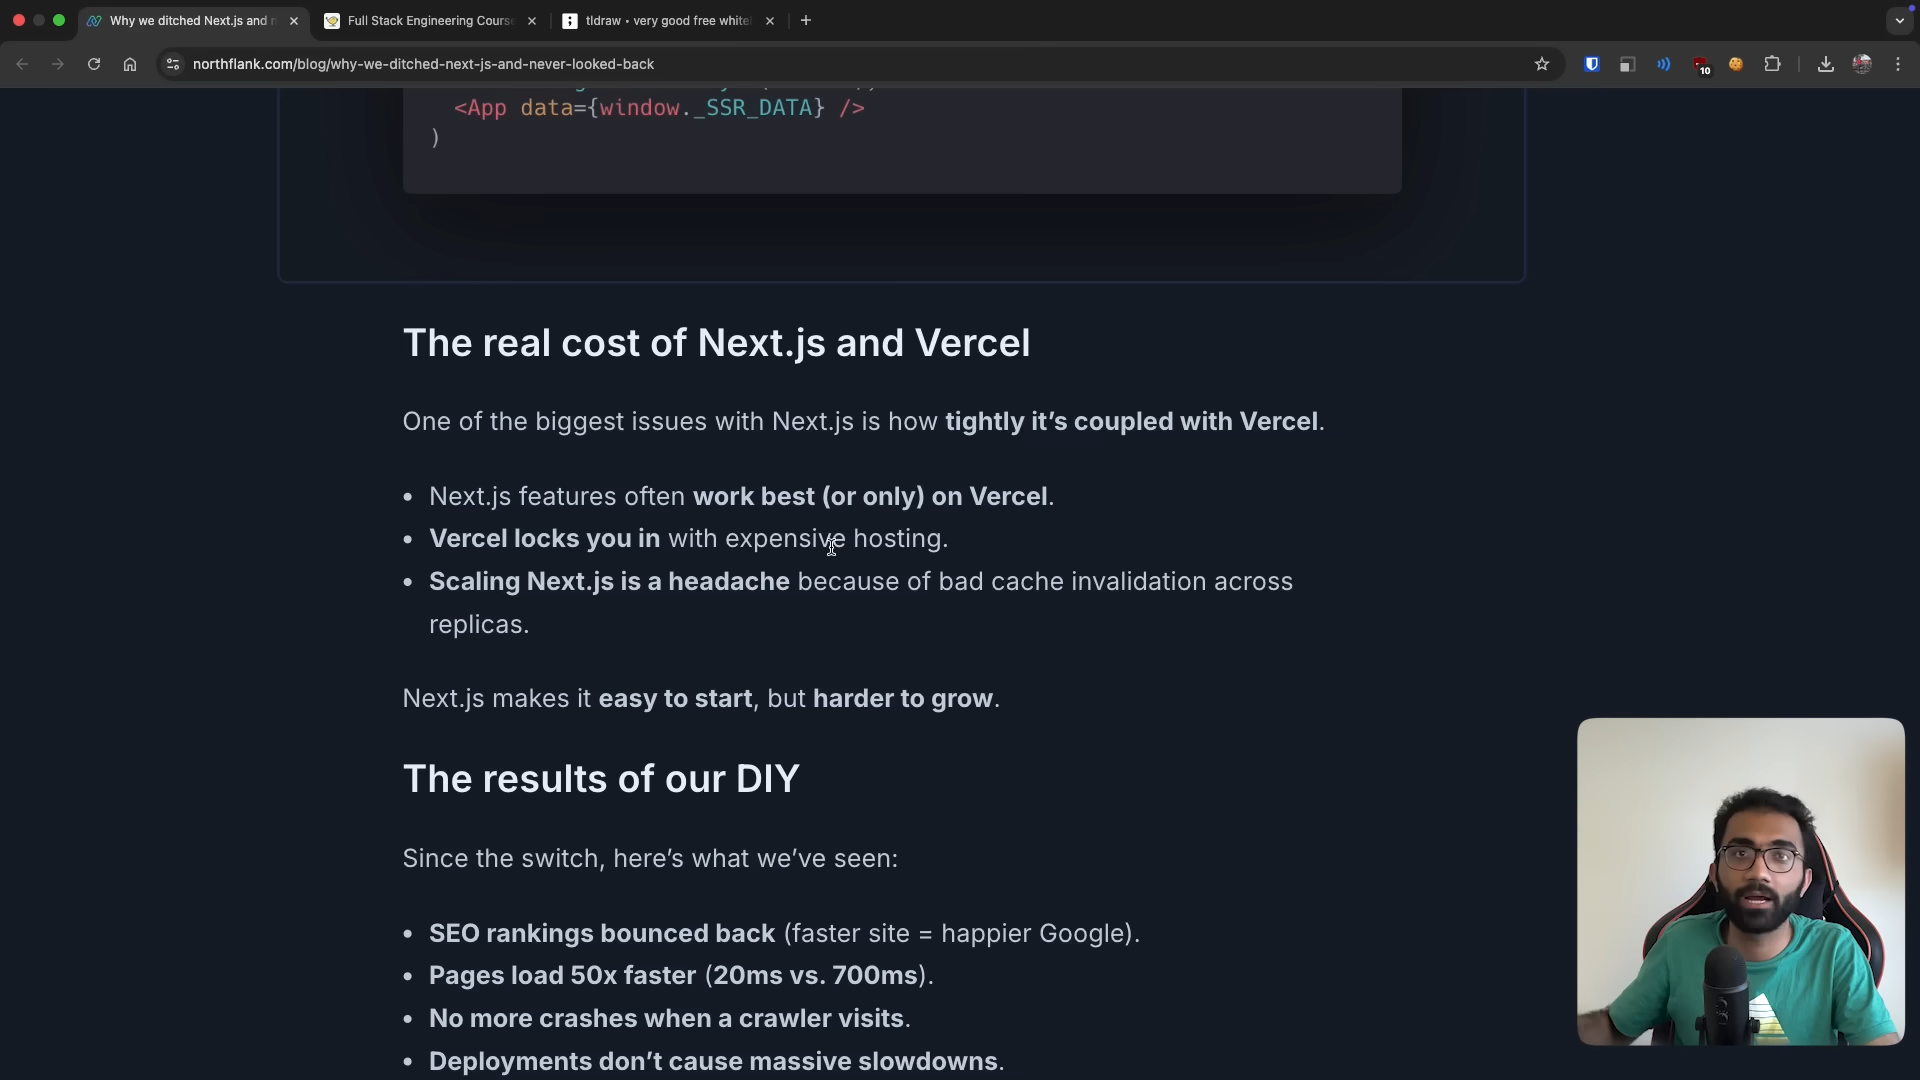 Why we ditched Next.js and n
Full Stack Engineering Course
tldraw • very good free white
northflank.com/blog/why-we-ditched-next-js-and-never-looked-back
10
<App data={window._SSR_DATA} />
)
The real cost of Next.js and Vercel
One of the biggest issues with Next.js is how tightly it’s coupled with Vercel.
• Next.js features often work best (or only) on Vercel.
• Vercel locks you in with expensive hosting.
• Scaling Next.js is a headache because of bad cache invalidation across
replicas.
Next.js makes it easy to start, but harder to grow.
The results of our DIY
Since the switch, here’s what we’ve seen:
• SEO rankings bounced back (faster site = happier Google).
• Pages load 50x faster (20ms vs. 700ms).
• No more crashes when a crawler visits.
• Deployments don’t cause massive slowdowns.